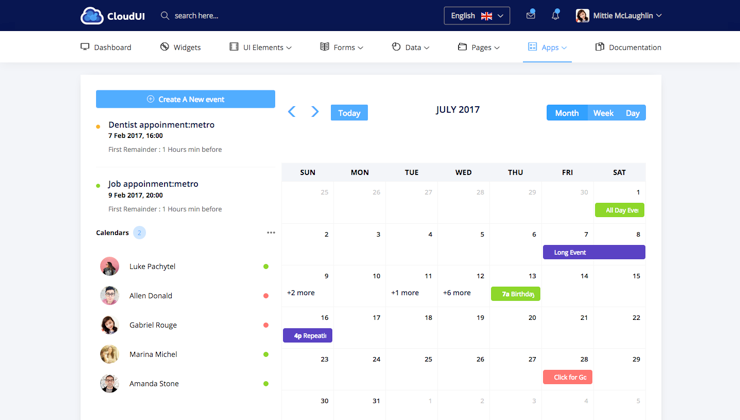 CloudUI
search here...
English
Mittie McLaughlin
Dashboard
Widgets
UI Elements
Forms
Data
Pages
Apps
Documentation
Create A New event
Dentist appoinment:metro
7 Feb 2017, 16:00
First Remainder : 1 Hours min before
Job appoinment:metro
9 Feb 2017, 20:00
First Remainder : 1 Hours min before
Calendars 2
Luke Pachytel
Allen Donald
Gabriel Rouge
Marina Michel
Amanda Stone
Today
JULY 2017
Month Week Day
SUN MON TUE WED THU FRI SAT
25 26 27 28 29 30 1
All Day Eve
2 3 4 5 6 7 8
Long Event
9 10 11 12 13 14 15
+2 more +1 more +6 more 7a Birthday
16 17 18 19 20 21 22
4p Repeati
23 24 25 26 27 28 29
Click for Go
30 31 1 2 3 4 5